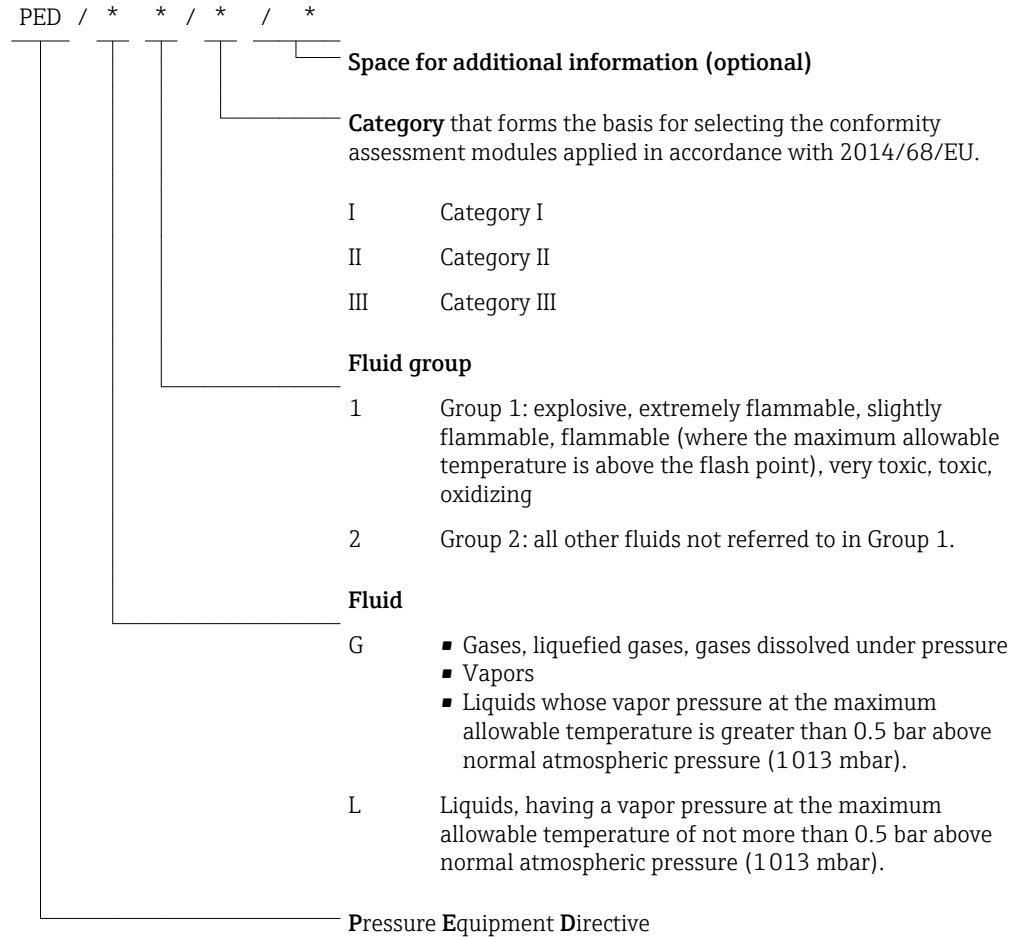 PED / * * / * / *
Space for additional information (optional)
Category that forms the basis for selecting the conformity
assessment modules applied in accordance with 2014/68/EU.
I Category I
II Category II
III Category III
Fluid group
1 Group 1: explosive, extremely flammable, slightly
flammable, flammable (where the maximum allowable
temperature is above the flash point), very toxic, toxic,
oxidizing
2 Group 2: all other fluids not referred to in Group 1.
Fluid
G ▪ Gases, liquefied gases, gases dissolved under pressure
▪ Vapors
▪ Liquids whose vapor pressure at the maximum
allowable temperature is greater than 0.5 bar above
normal atmospheric pressure (1 013 mbar).
L Liquids, having a vapor pressure at the maximum
allowable temperature of not more than 0.5 bar above
normal atmospheric pressure (1 013 mbar).
Pressure Equipment Directive